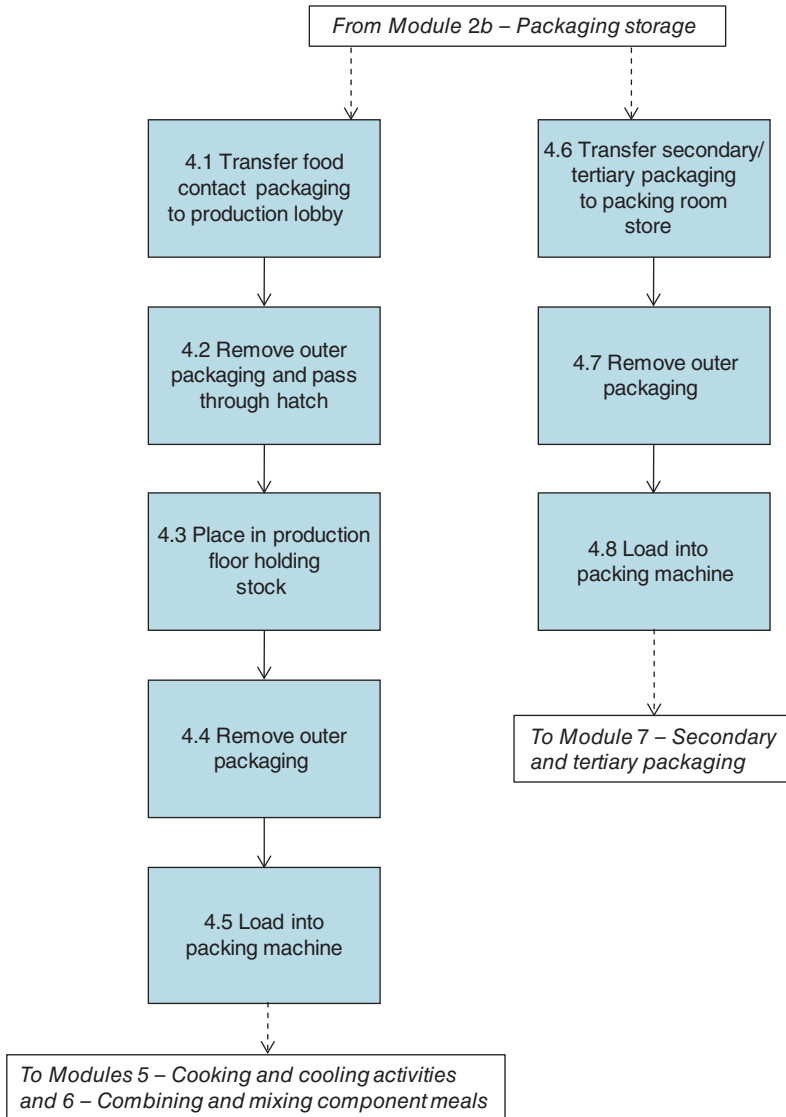 From Module 2b – Packaging storage
4.1 Transfer food
contact packaging
to production lobby
4.2 Remove outer
packaging and pass
through hatch
4.3 Place in production
floor holding
stock
4.4 Remove outer
packaging
4.5 Load into
packing machine
To Modules 5 – Cooking and cooling activities
and 6 – Combining and mixing component meals
4.6 Transfer secondary/
tertiary packaging
to packing room
store
4.7 Remove outer
packaging
4.8 Load into
packing machine
To Module 7 – Secondary
and tertiary packaging